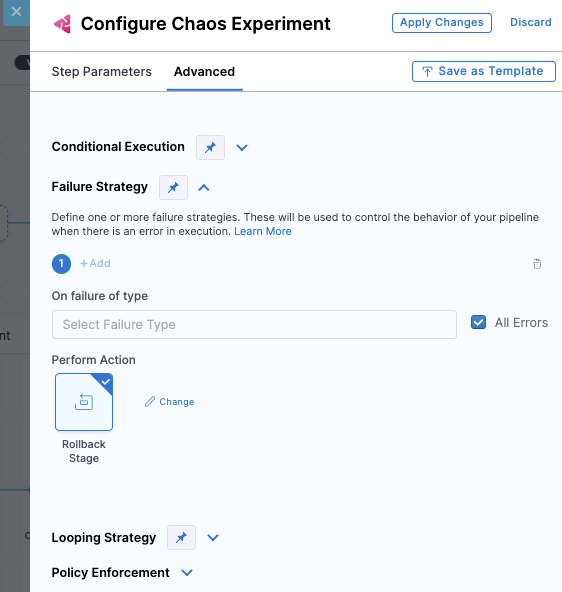 Configure Chaos Experiment
Apply Changes
Discard
Step Parameters
Advanced
Save as Template
Conditional Execution
Failure Strategy
Define one or more failure strategies. These will be used to control the behavior of your pipeline
when there is an error in execution. Learn More
1
+Add
On failure of type
Select Failure Type
All Errors
Perform Action
nt
Change
Rollback
Stage
Looping Strategy
Policy Enforcement